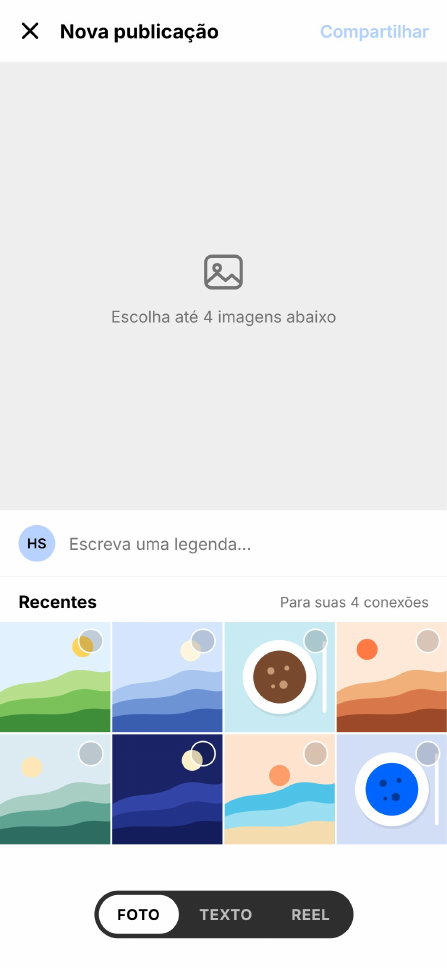 Nova publicação
Compartilhar
Escolha até 4 imagens abaixo
HS
Escreva uma legenda...
Recentes
Para suas 4 conexões
FOTO
TEXTO
REEL